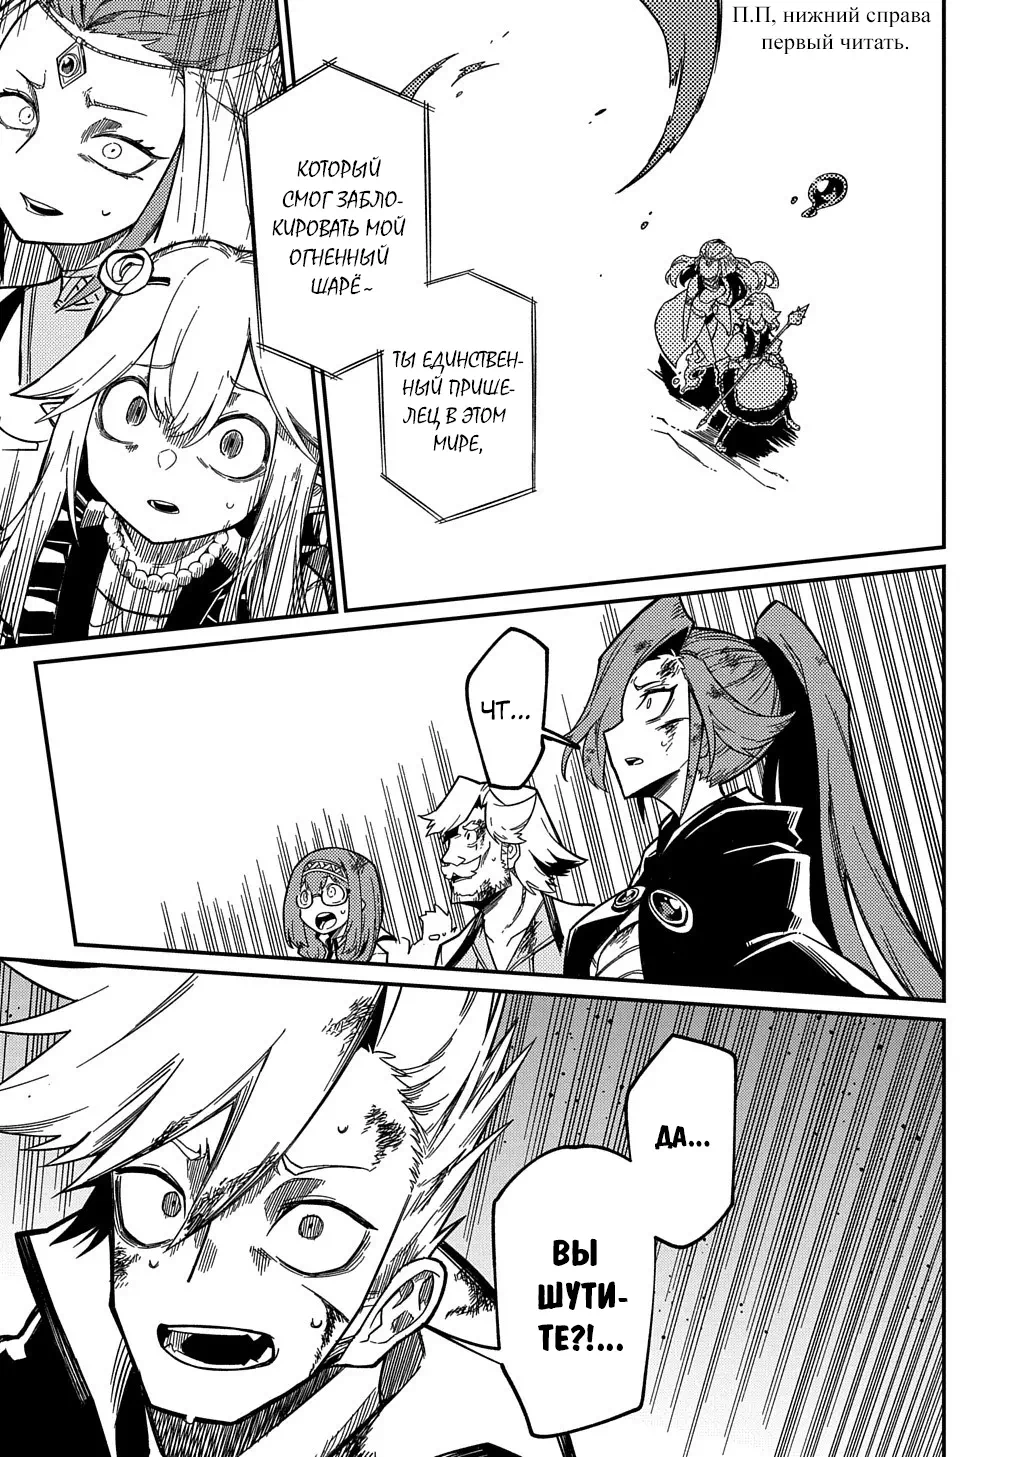 П.П, нижний справа
первый читать.
ТЫ ЕДИНСТВЕН-
НЫЙ ПРИШЕ-
ЛЕЦ В ЭТОМ
МИРЕ,
КОТОРЫЙ
СМОГ ЗАБЛО-
КИРОВАТЬ МОЙ
ОГНЕННЫЙ
ШАРЁ~
ЧТ...
ДА...
ВЫ
ШУТИ-
ТЕ?!...